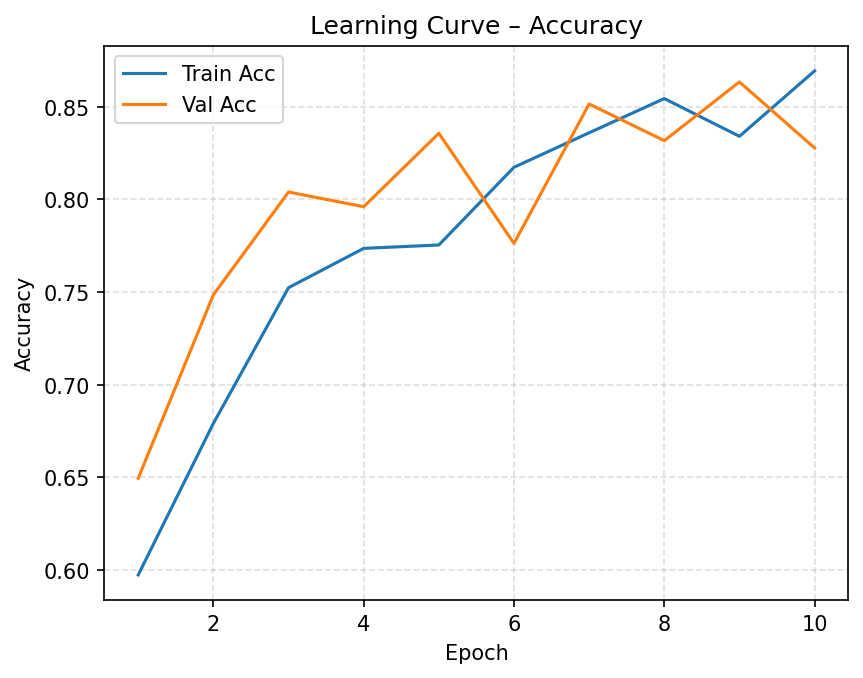 Learning Curve – Accuracy
Train Acc
Val Acc
Accuracy
0.85
0.80
0.75
0.70
0.65
0.60
2 4 6 8 10
Epoch